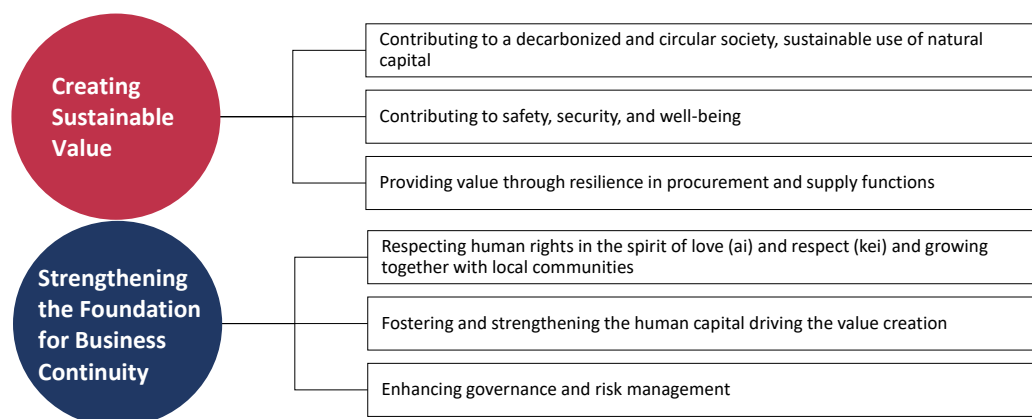 Creating
Sustainable
Value
Contributing to a decarbonized and circular society, sustainable use of natural
capital
Contributing to safety, security, and well-being
Providing value through resilience in procurement and supply functions
Strengthening
the Foundation
for Business
Continuity
Respecting human rights in the spirit of love (ai) and respect (kei) and growing
together with local communities
Fostering and strengthening the human capital driving the value creation
Enhancing governance and risk management